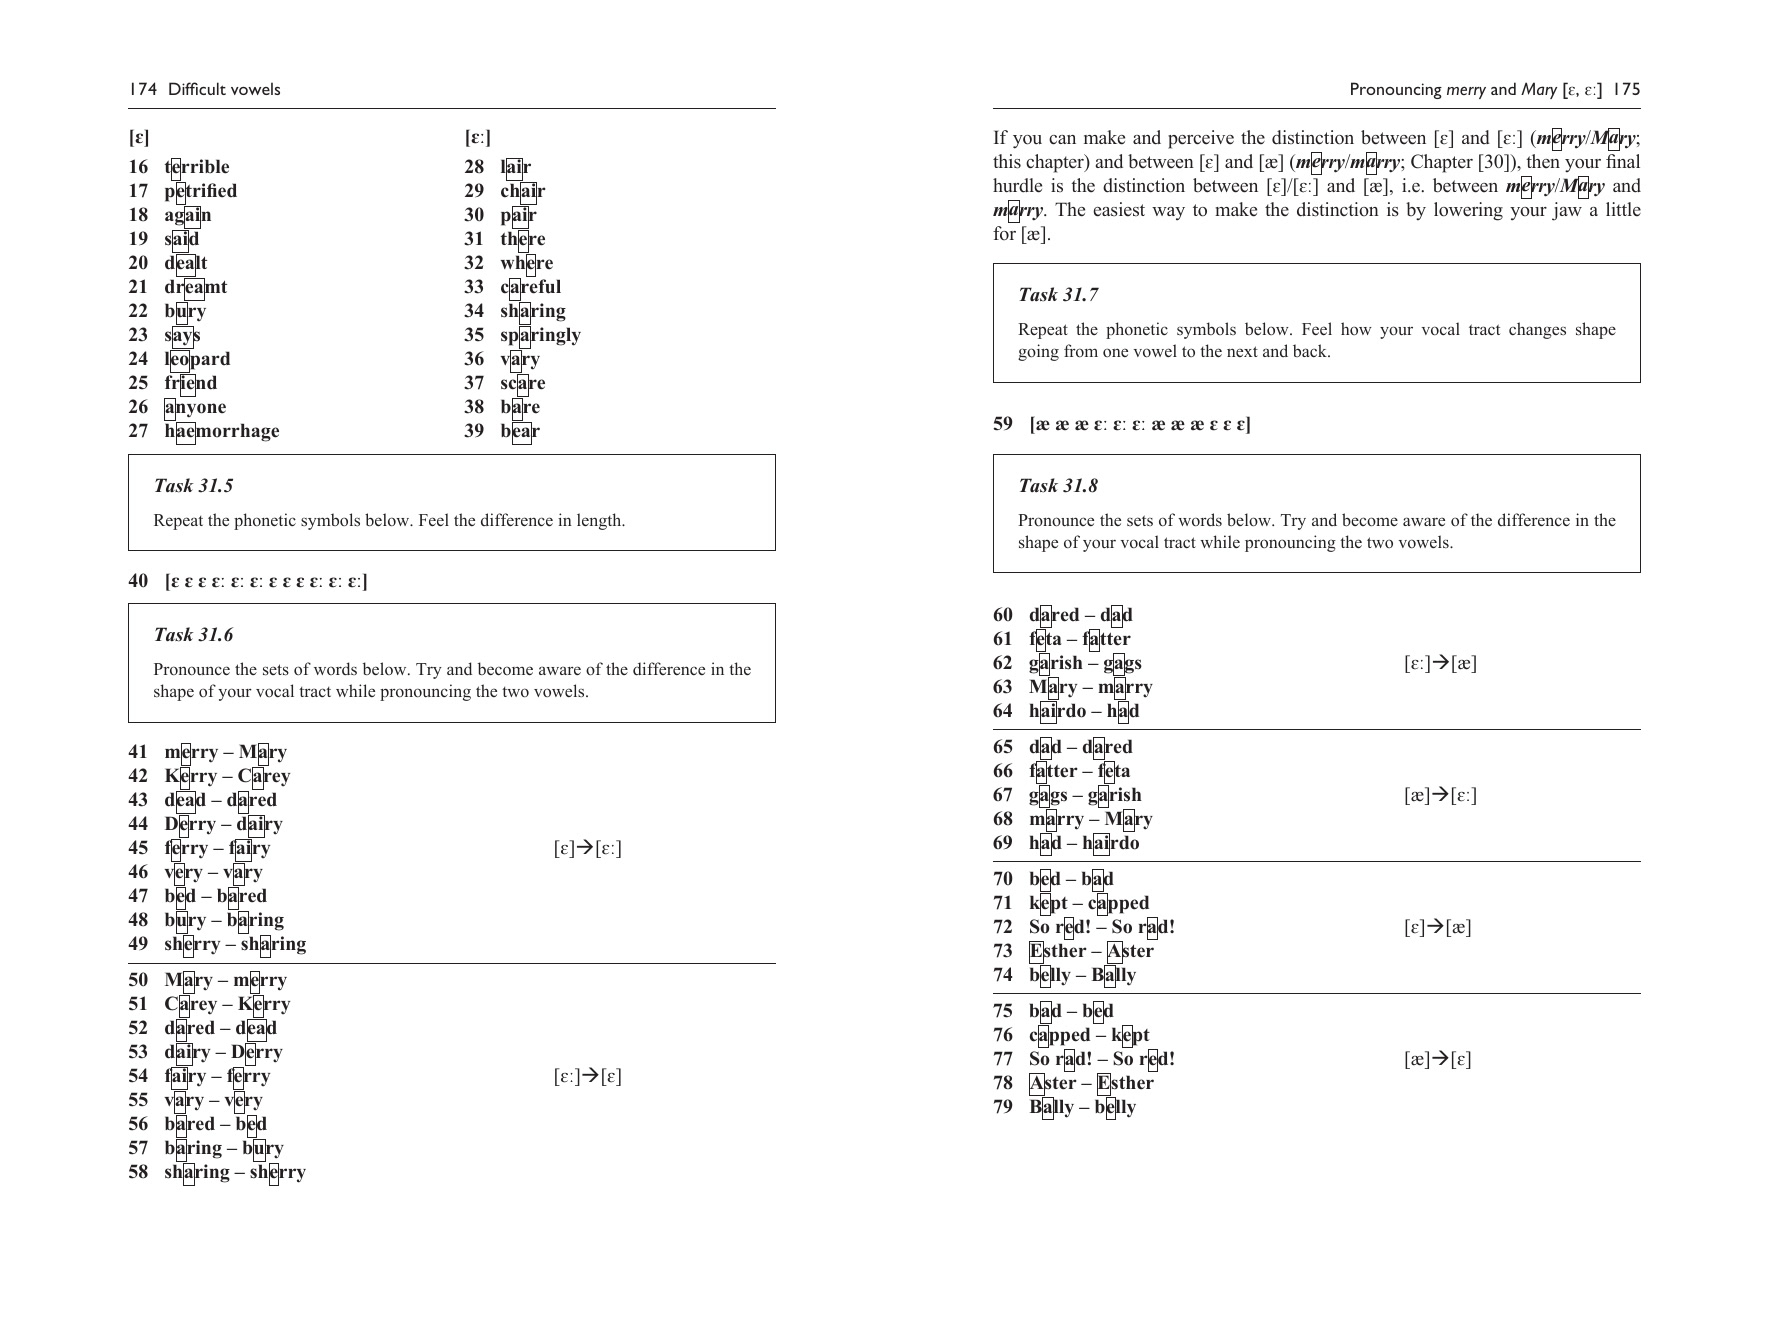 174 Difficult vowels
[ɛ] [ɛː]
16 terrible 28 lair
17 petrified 29 chair
18 again 30 pair
19 said 31 there
20 dealt 32 where
21 dreamt 33 careful
22 bury 34 sharing
23 says 35 sparingly
24 leopard 36 vary
25 friend 37 scare
26 anyone 38 bare
27 haemorrhage 39 bear
Task 31.5
Repeat the phonetic symbols below. Feel the difference in length.
40 [ɛ ɛ ɛ ɛː ɛː ɛː ɛ ɛ ɛ ɛː ɛː ɛː]
Task 31.6
Pronounce the sets of words below. Try and become aware of the difference in the
shape of your vocal tract while pronouncing the two vowels.
41 merry – Mary
42 Kerry – Carey
43 dead – dared
44 Derry – dairy
45 ferry – fairy [ɛ]→[ɛː]
46 very – vary
47 bed – bared
48 bury – baring
49 sherry – sharing
50 Mary – merry
51 Carey – Kerry
52 dared – dead
53 dairy – Derry
54 fairy – ferry [ɛː]→[ɛ]
55 vary – very
56 bared – bed
57 baring – bury
58 sharing – sherry
Pronouncing merry and Mary [ɛ, ɛː] 175
If you can make and perceive the distinction between [ɛ] and [ɛː] (merry/Mary;
this chapter) and between [ɛ] and [æ] (merry/marry; Chapter [30]), then your final
hurdle is the distinction between [ɛ]/[ɛː] and [æ], i.e. between merry/Mary and
marry. The easiest way to make the distinction is by lowering your jaw a little
for [æ].
Task 31.7
Repeat the phonetic symbols below. Feel how your vocal tract changes shape
going from one vowel to the next and back.
59 [æ æ æ ɛː ɛː ɛː æ æ æ ɛ ɛ ɛ]
Task 31.8
Pronounce the sets of words below. Try and become aware of the difference in the
shape of your vocal tract while pronouncing the two vowels.
60 dared – dad
61 feta – fatter
62 garish – gags [ɛː]→[æ]
63 Mary – marry
64 hairdo – had
65 dad – dared
66 fatter – feta
67 gags – garish [æ]→[ɛː]
68 marry – Mary
69 had – hairdo
70 bed – bad
71 kept – capped
72 So red! – So rad! [ɛ]→[æ]
73 Esther – Aster
74 belly – Bally
75 bad – bed
76 capped – kept
77 So rad! – So red! [æ]→[ɛ]
78 Aster – Esther
79 Bally – belly